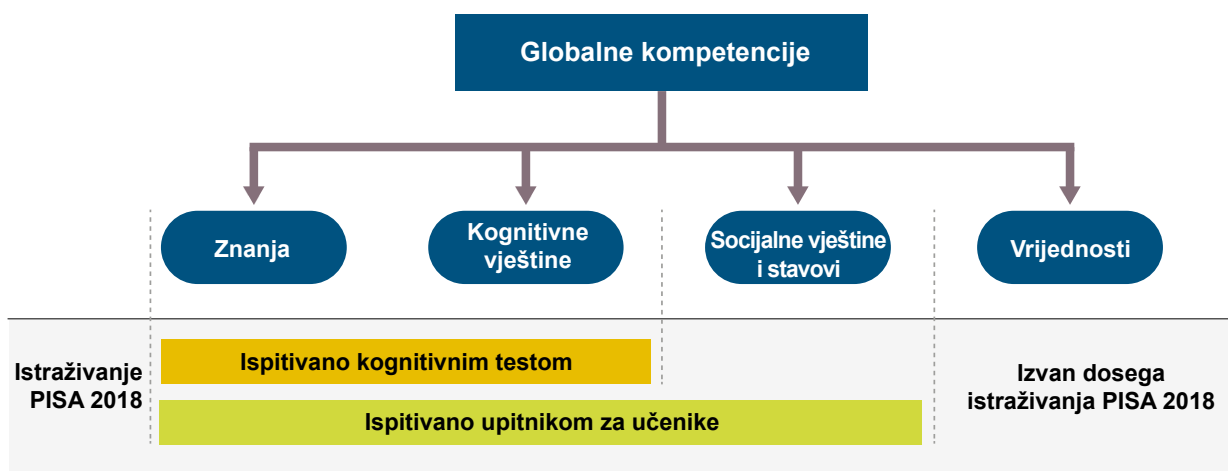 Globalne kompetencije
Znanja
Kognitivne
vještine
Socijalne vještine
i stavovi
Vrijednosti
Istraživanje
PISA 2018
Ispitivano kognitivnim testom
Ispitivano upitnikom za učenike
Izvan dosega
istraživanja PISA 2018